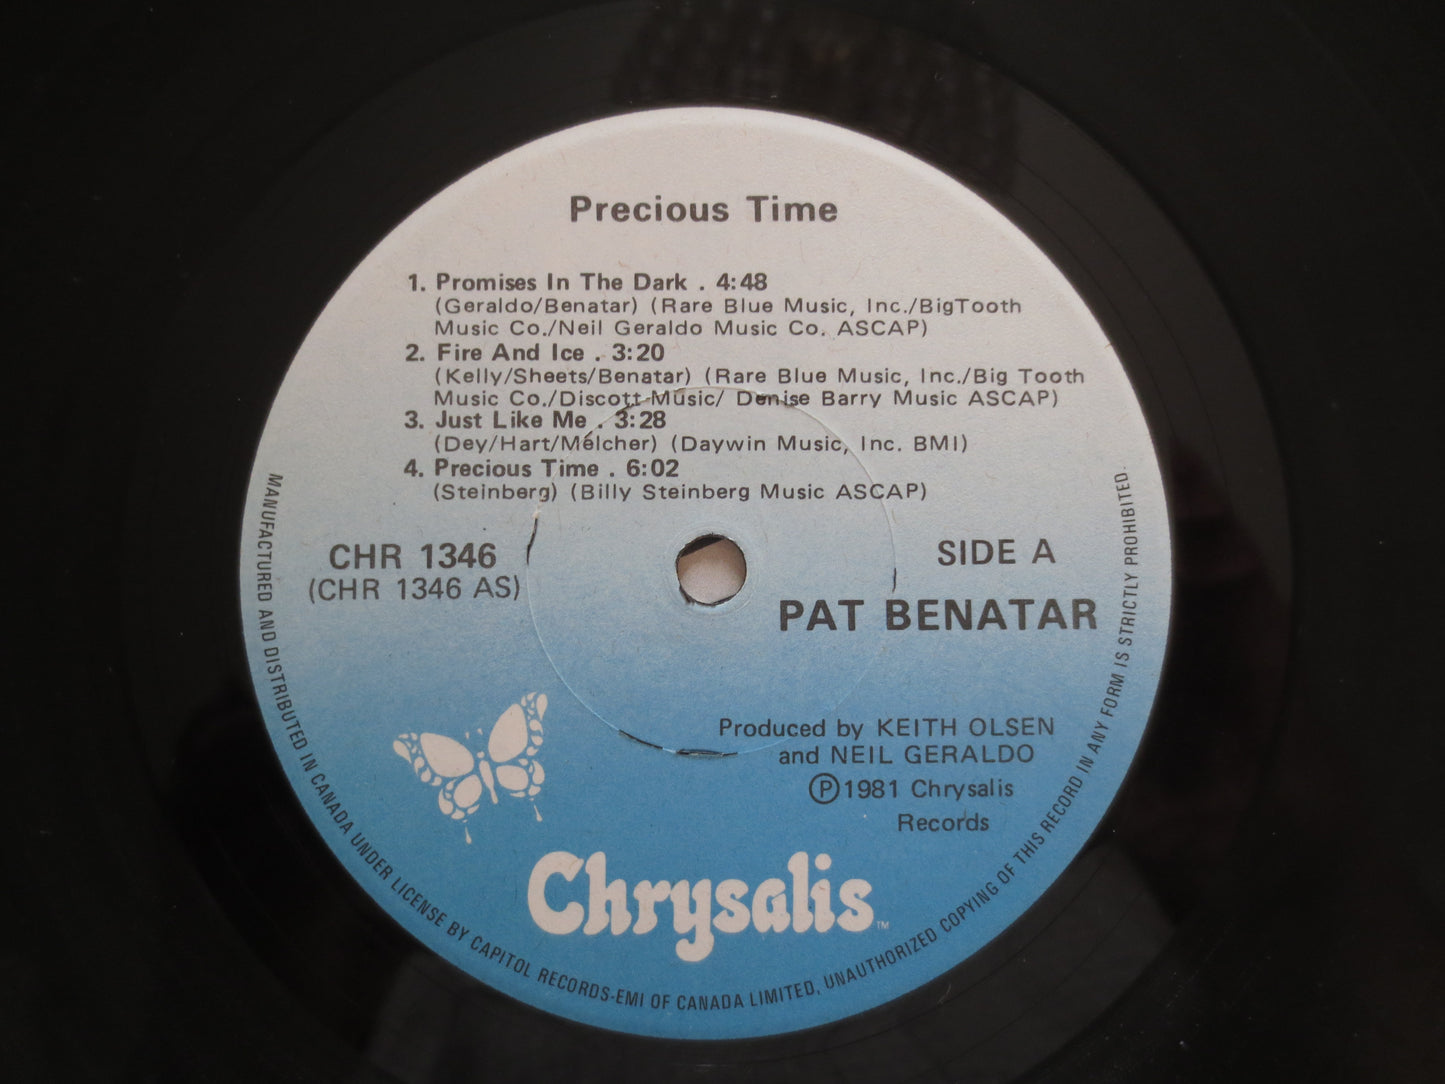 Precious Time
1. Promises In The Dark . 4:48
(Geraldo/Benatar) (Rare Blue Music, Inc./BigTooth
Music Co./Neil Geraldo Music Co. ASCAP)
2. Fire And Ice . 3:20
(Kelly/Sheets/Benatar) (Rare Blue Music, Inc./Big Tooth
Music Co./Discott Music/ Denise Barry Music ASCAP)
3. Just Like Me . 3:28
(Dey/Hart/Melcher) (Daywin Music, Inc. BMI)
4. Precious Time . 6:02
(Steinberg) (Billy Steinberg Music ASCAP)
CHR 1346
(CHR 1346 AS)
SIDE A
PAT BENATAR
Produced by KEITH OLSEN
and NEIL GERALDO
Ⓟ1981 Chrysalis
Records
Chrysalis™
MANUFACTURED AND DISTRIBUTED IN CANADA UNDER LICENSE BY CAPITOL RECORDS-EMI OF CANADA LIMITED. UNAUTHORIZED COPYING OF THIS RECORD IN ANY FORM IS STRICTLY PROHIBITED.